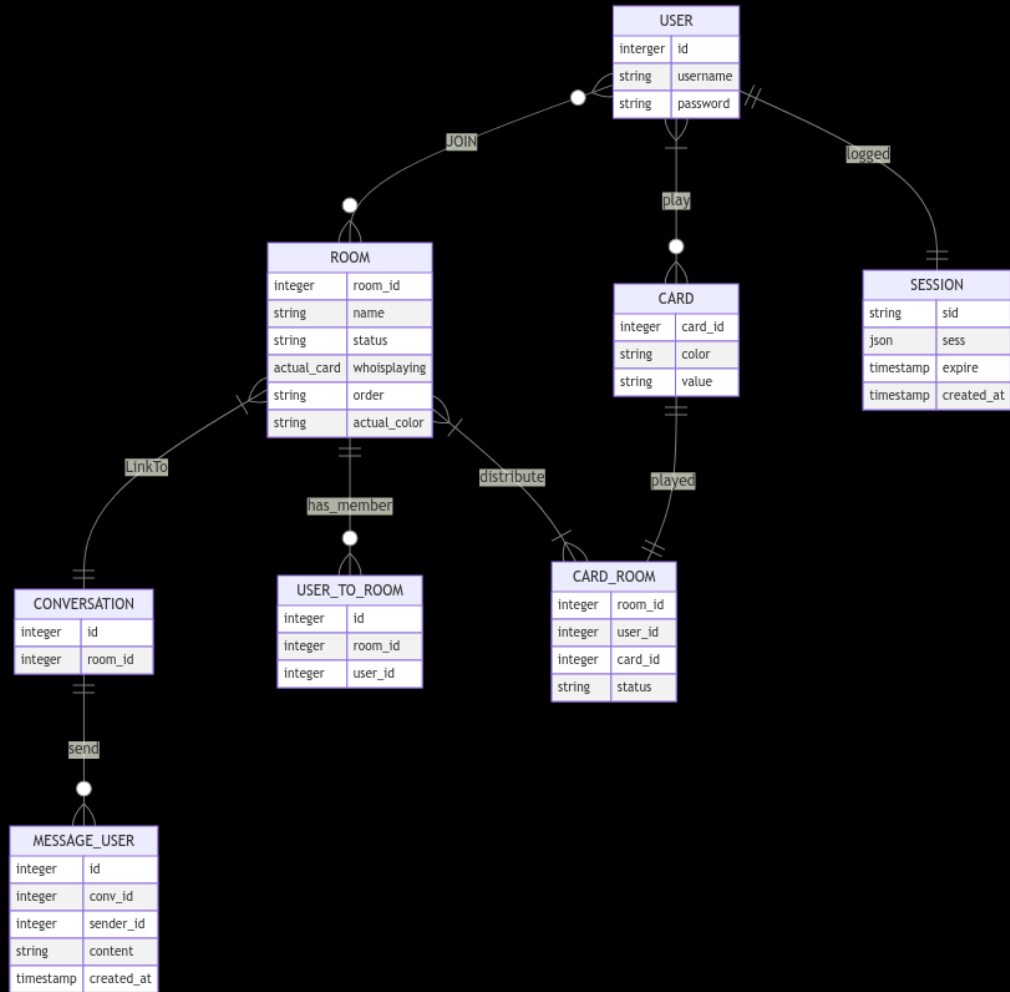 USER
interger id
string username
string password
JOIN
logged
play
ROOM
integer room_id
string name
string status
actual_card whoisplaying
string order
string actual_color
CARD
integer card_id
string color
string value
SESSION
string sid
json sess
timestamp expire
timestamp created_at
LinkTo
has_member
distribute
played
CONVERSATION
integer id
integer room_id
USER_TO_ROOM
integer id
integer room_id
integer user_id
CARD_ROOM
integer room_id
integer user_id
integer card_id
string status
send
MESSAGE_USER
integer id
integer conv_id
integer sender_id
string content
timestamp created_at